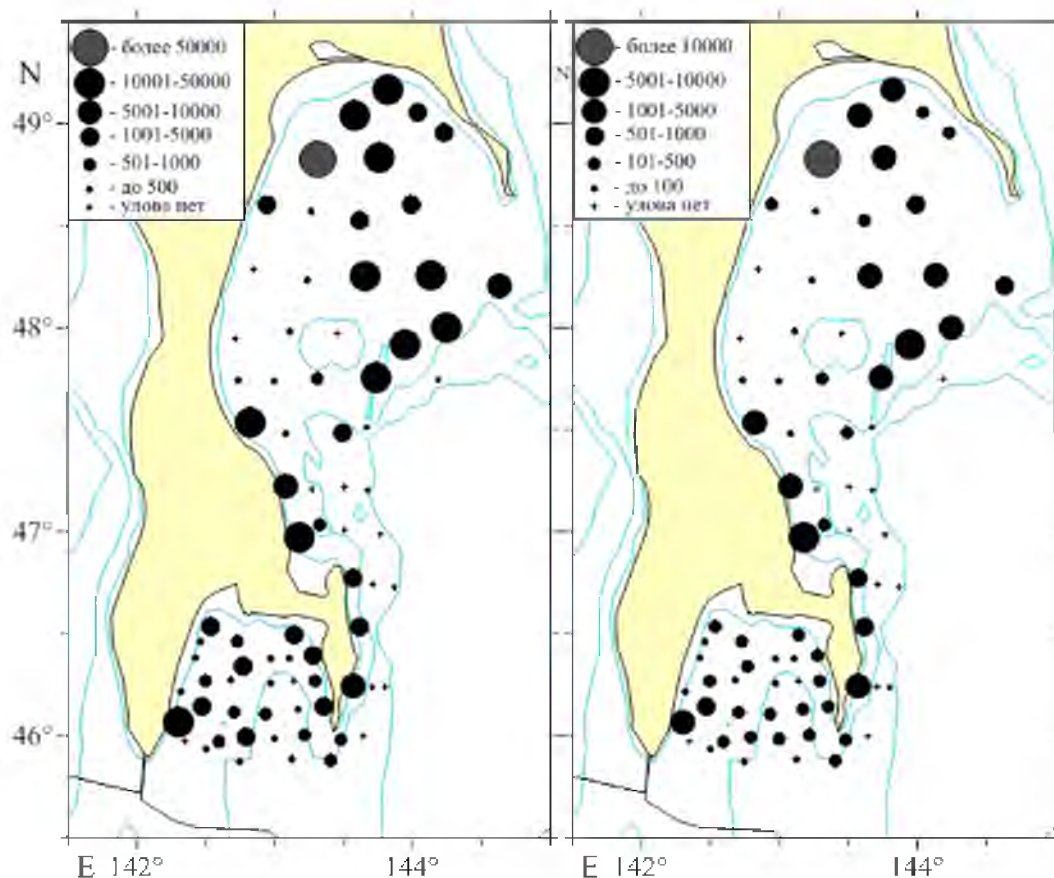 - более 50000
N
- 10001-50000
- 5001-10000
- 1001-5000
- 501-1000
- до 500
- улова нет
49°
48°
47°
46°
E 142°
144°
- более 10000
N
- 5001-10000
- 1001-5000
- 501-1000
- 101-500
- до 100
- улова нет
E 142°
144°